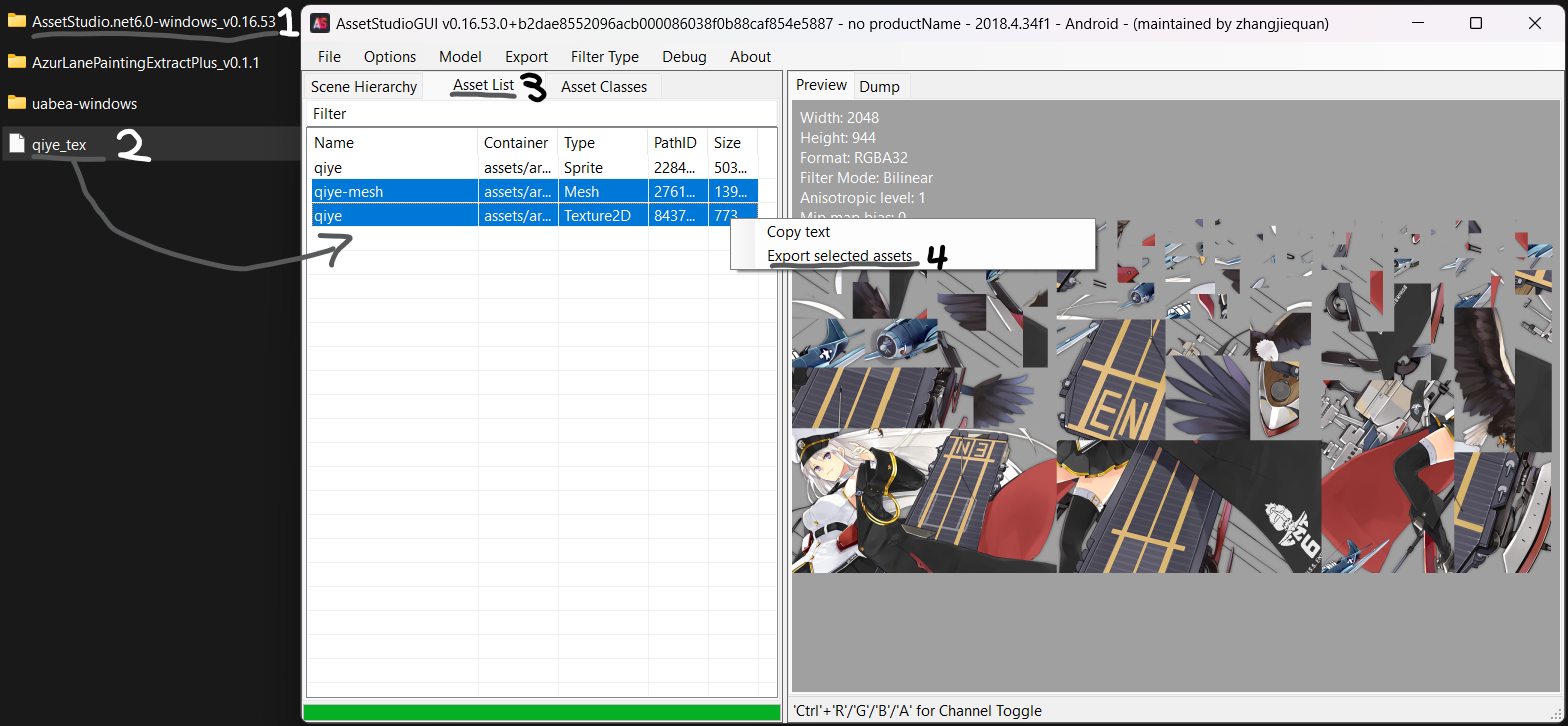 AssetStudio.net6.0-windows_v0.16.53 1
AzurLanePaintingExtractPlus_v0.1.1
uabea-windows
qiye_tex 2
AssetStudioGUI v0.16.53.0+b2dae8552096acb000086038f0b88caf854e5887 - no productName - 2018.4.34f1 - Android - (maintained by zhangjiequan)
File Options Model Export Filter Type Debug About
Scene Hierarchy Asset List 3 Asset Classes
Filter
Name Container Type PathID Size
qiye assets/ar... Sprite 2284... 503...
qiye-mesh assets/ar... Mesh 2761... 139...
qiye assets/ar... Texture2D 8437... 773...
Copy text
Export selected assets 4
Preview Dump
Width: 2048
Height: 944
Format: RGBA32
Filter Mode: Bilinear
Anisotropic level: 1
Min map bias: 0
EN
EN
'Ctrl'+'R'/'G'/'B'/'A' for Channel Toggle